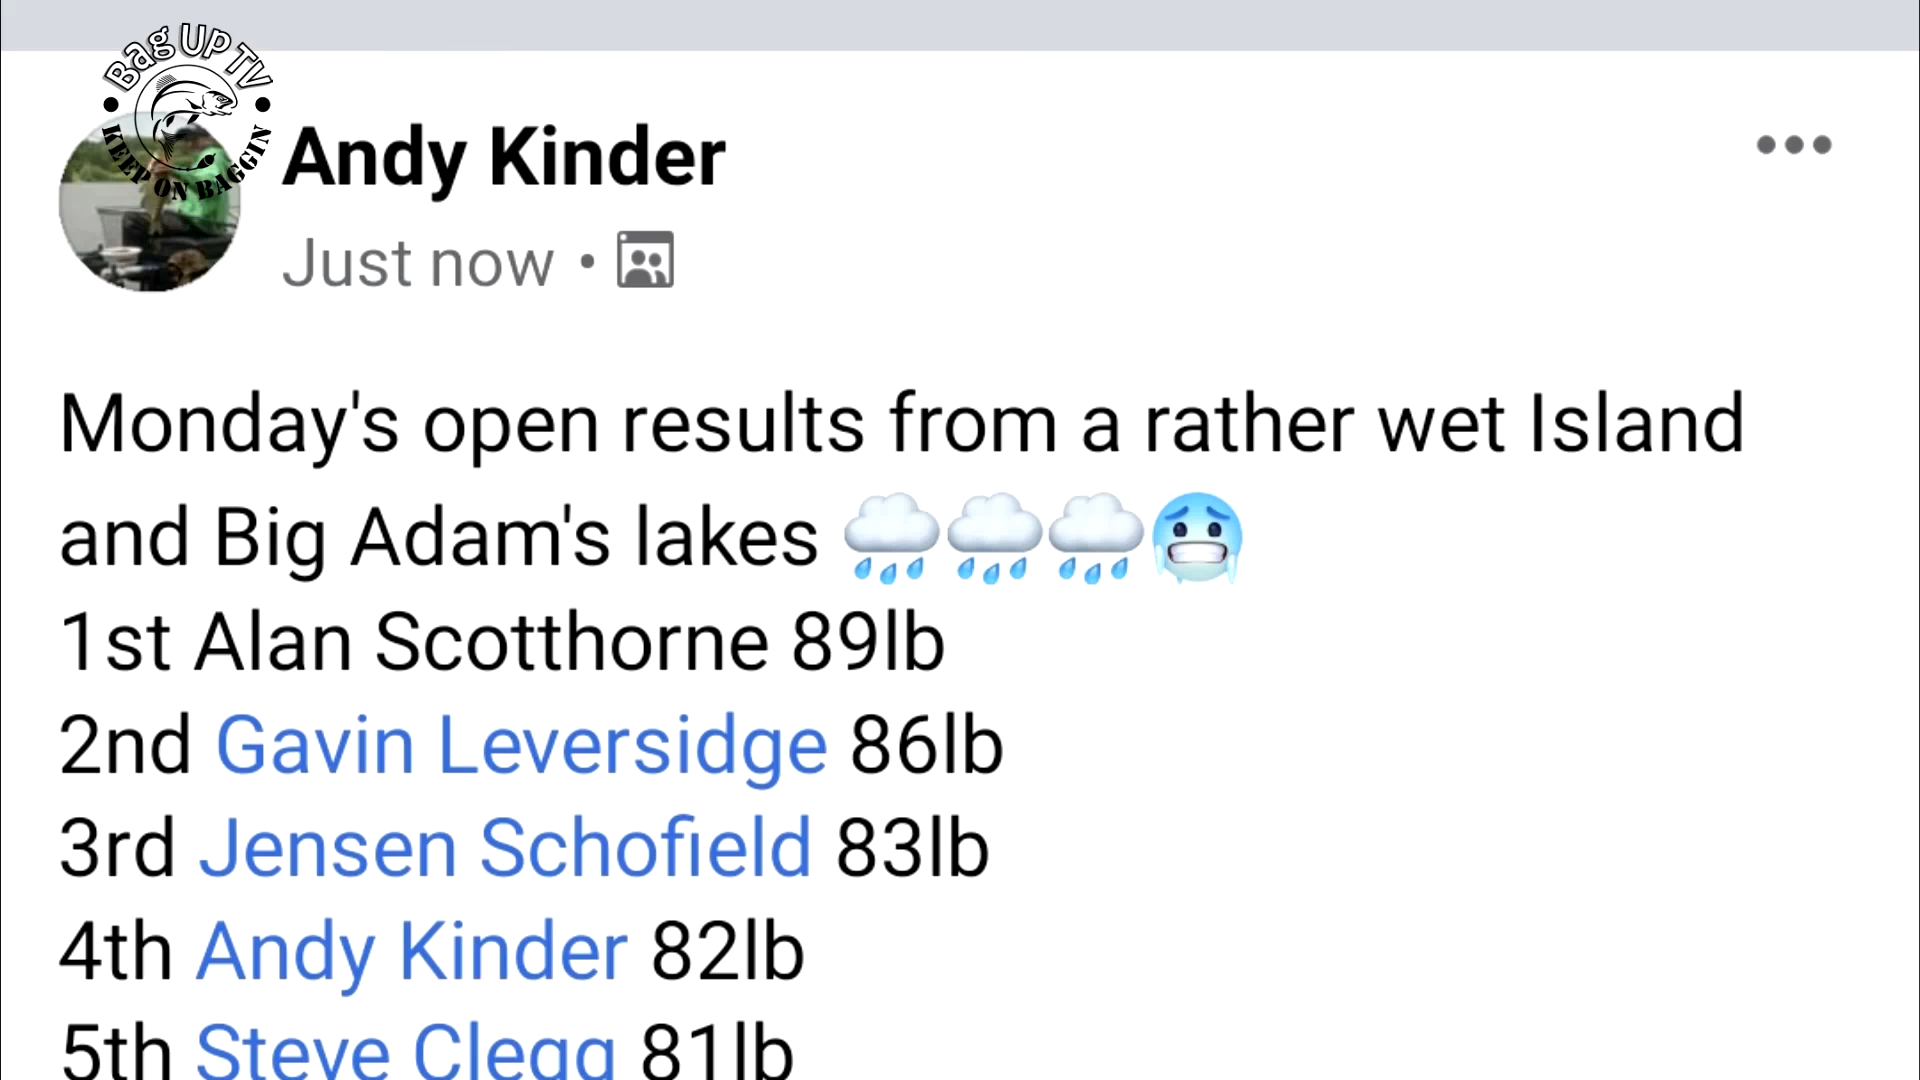 Bag UP TV
KEEP ON BAGGIN
Andy Kinder
Just now •
Monday's open results from a rather wet Island
and Big Adam's lakes 🌧️🌧️🌧️🥶
1st Alan Scotthorne 89lb
2nd Gavin Leversidge 86lb
3rd Jensen Schofield 83lb
4th Andy Kinder 82lb
5th Steve Clegg 81lb